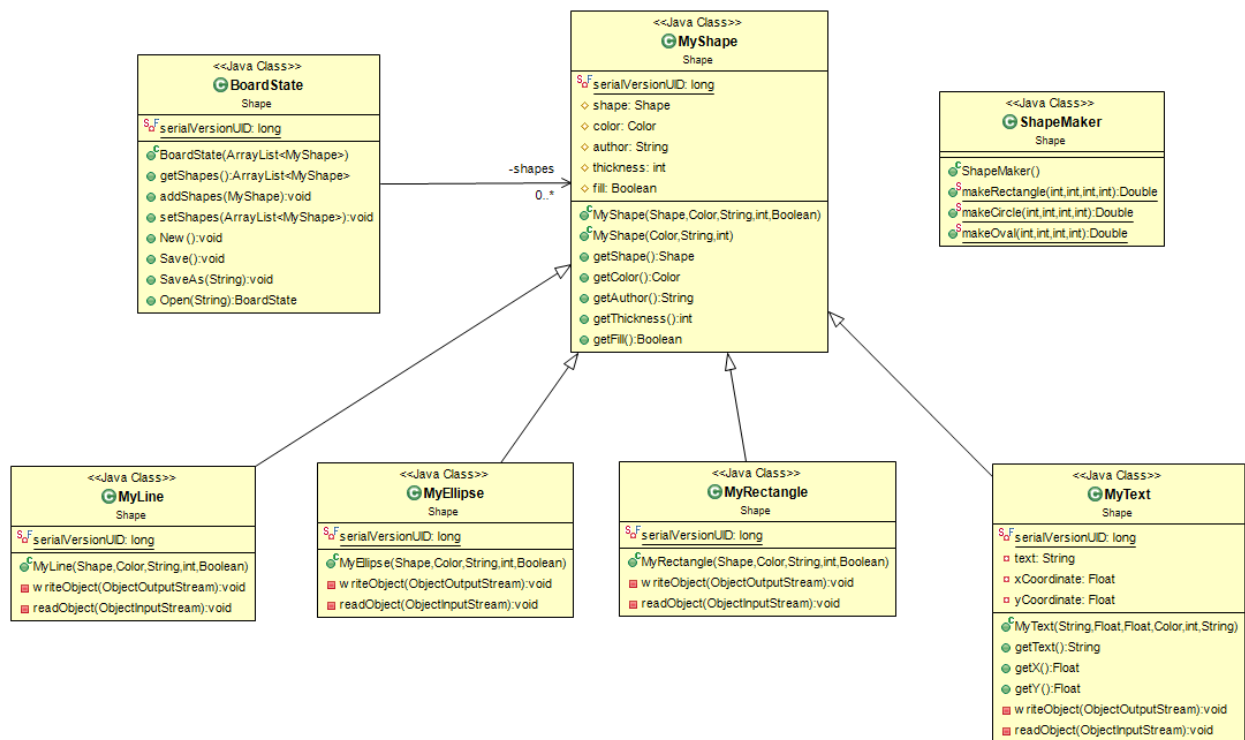 <<Java Class>>
BoardState
Shape
serialVersionUID: long
BoardState(ArrayList<MyShape>)
getShapes():ArrayList<MyShape>
addShapes(MyShape):void
setShapes(ArrayList<MyShape>):void
New():void
Save():void
SaveAs(String):void
Open(String):BoardState
-shapes
0..*
<<Java Class>>
MyShape
Shape
serialVersionUID: long
shape: Shape
color: Color
author: String
thickness: int
fill: Boolean
MyShape(Shape,Color,String,int,Boolean)
MyShape(Color,String,int)
getShape():Shape
getColor():Color
getAuthor():String
getThickness():int
getFill():Boolean
<<Java Class>>
ShapeMaker
Shape
ShapeMaker()
makeRectangle(int,int,int,int):Double
makeCircle(int,int,int,int):Double
makeOval(int,int,int,int):Double
<<Java Class>>
MyLine
Shape
serialVersionUID: long
MyLine(Shape,Color,String,int,Boolean)
writeObject(ObjectOutputStream):void
readObject(ObjectInputStream):void
<<Java Class>>
MyEllipse
Shape
serialVersionUID: long
MyEllipse(Shape,Color,String,int,Boolean)
writeObject(ObjectOutputStream):void
readObject(ObjectInputStream):void
<<Java Class>>
MyRectangle
Shape
serialVersionUID: long
MyRectangle(Shape,Color,String,int,Boolean)
writeObject(ObjectOutputStream):void
readObject(ObjectInputStream):void
<<Java Class>>
MyText
Shape
serialVersionUID: long
text: String
xCoordinate: Float
yCoordinate: Float
MyText(String,Float,Float,Color,int,String)
getText():String
getX():Float
getY():Float
writeObject(ObjectOutputStream):void
readObject(ObjectInputStream):void